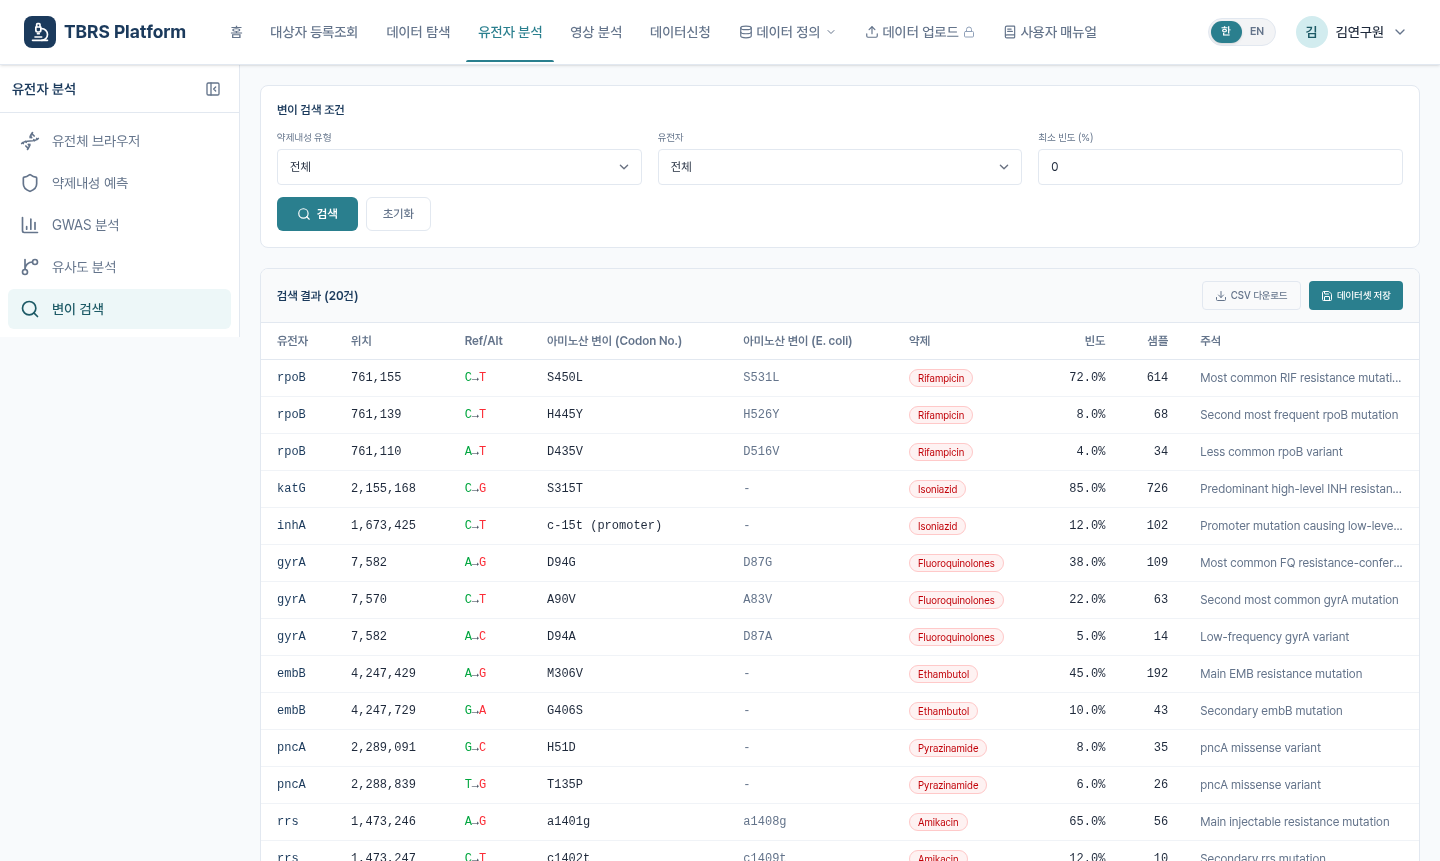 TBRS Platform 홈 대상자 등록조회 데이터 탐색 유전자 분석 영상 분석 데이터신청 데이터 정의 데이터 업로드 사용자 매뉴얼 한 EN 김 김연구원
유전자 분석
유전체 브라우저
약제내성 예측
GWAS 분석
유사도 분석
변이 검색
변이 검색 조건
약제내성 유형 유전자 최소 빈도 (%)
전체 전체 0
검색 초기화
검색 결과 (20건) CSV 다운로드 데이터셋 저장
유전자 위치 Ref/Alt 아미노산 변이 (Codon No.) 아미노산 변이 (E. coli) 약제 빈도 샘플 주석
rpoB 761,155 C→T S450L S531L Rifampicin 72.0% 614 Most common RIF resistance mutati...
rpoB 761,139 C→T H445Y H526Y Rifampicin 8.0% 68 Second most frequent rpoB mutation
rpoB 761,110 A→T D435V D516V Rifampicin 4.0% 34 Less common rpoB variant
katG 2,155,168 C→G S315T - Isoniazid 85.0% 726 Predominant high-level INH resistan...
inhA 1,673,425 C→T c-15t (promoter) - Isoniazid 12.0% 102 Promoter mutation causing low-leve...
gyrA 7,582 A→G D94G D87G Fluoroquinolones 38.0% 109 Most common FQ resistance-confer...
gyrA 7,570 C→T A90V A83V Fluoroquinolones 22.0% 63 Second most common gyrA mutation
gyrA 7,582 A→C D94A D87A Fluoroquinolones 5.0% 14 Low-frequency gyrA variant
embB 4,247,429 A→G M306V - Ethambutol 45.0% 192 Main EMB resistance mutation
embB 4,247,729 G→A G406S - Ethambutol 10.0% 43 Secondary embB mutation
pncA 2,289,091 G→C H51D - Pyrazinamide 8.0% 35 pncA missense variant
pncA 2,288,839 T→G T135P - Pyrazinamide 6.0% 26 pncA missense variant
rrs 1,473,246 A→G a1401g a1408g Amikacin 65.0% 56 Main injectable resistance mutation
rrs 1,473,247 C→T c1402t c1409t Amikacin 12.0% 10 Secondary rrs mutation